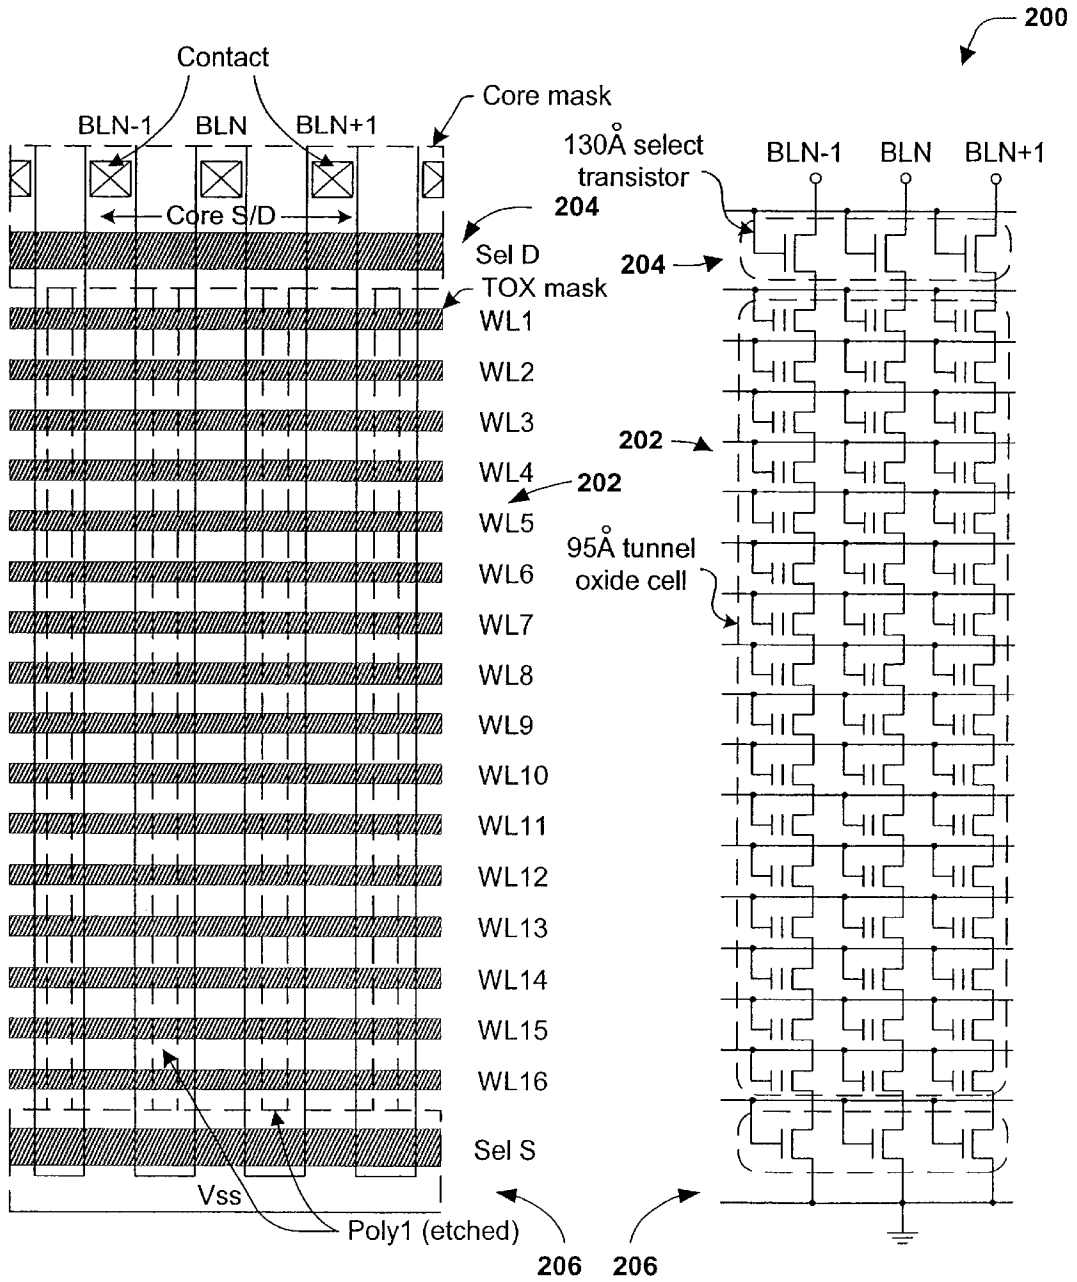 200
Contact
Core mask
BLN-1 BLN BLN+1
130Å select
transistor
BLN-1 BLN BLN+1
Core S/D
204
Sel D
204
TOX mask
WL1
WL2
WL3
202
WL4
202
WL5
95Å tunnel
oxide cell
WL6
WL7
WL8
WL9
WL10
WL11
WL12
WL13
WL14
WL15
WL16
Sel S
Vss
Poly1 (etched)
206 206